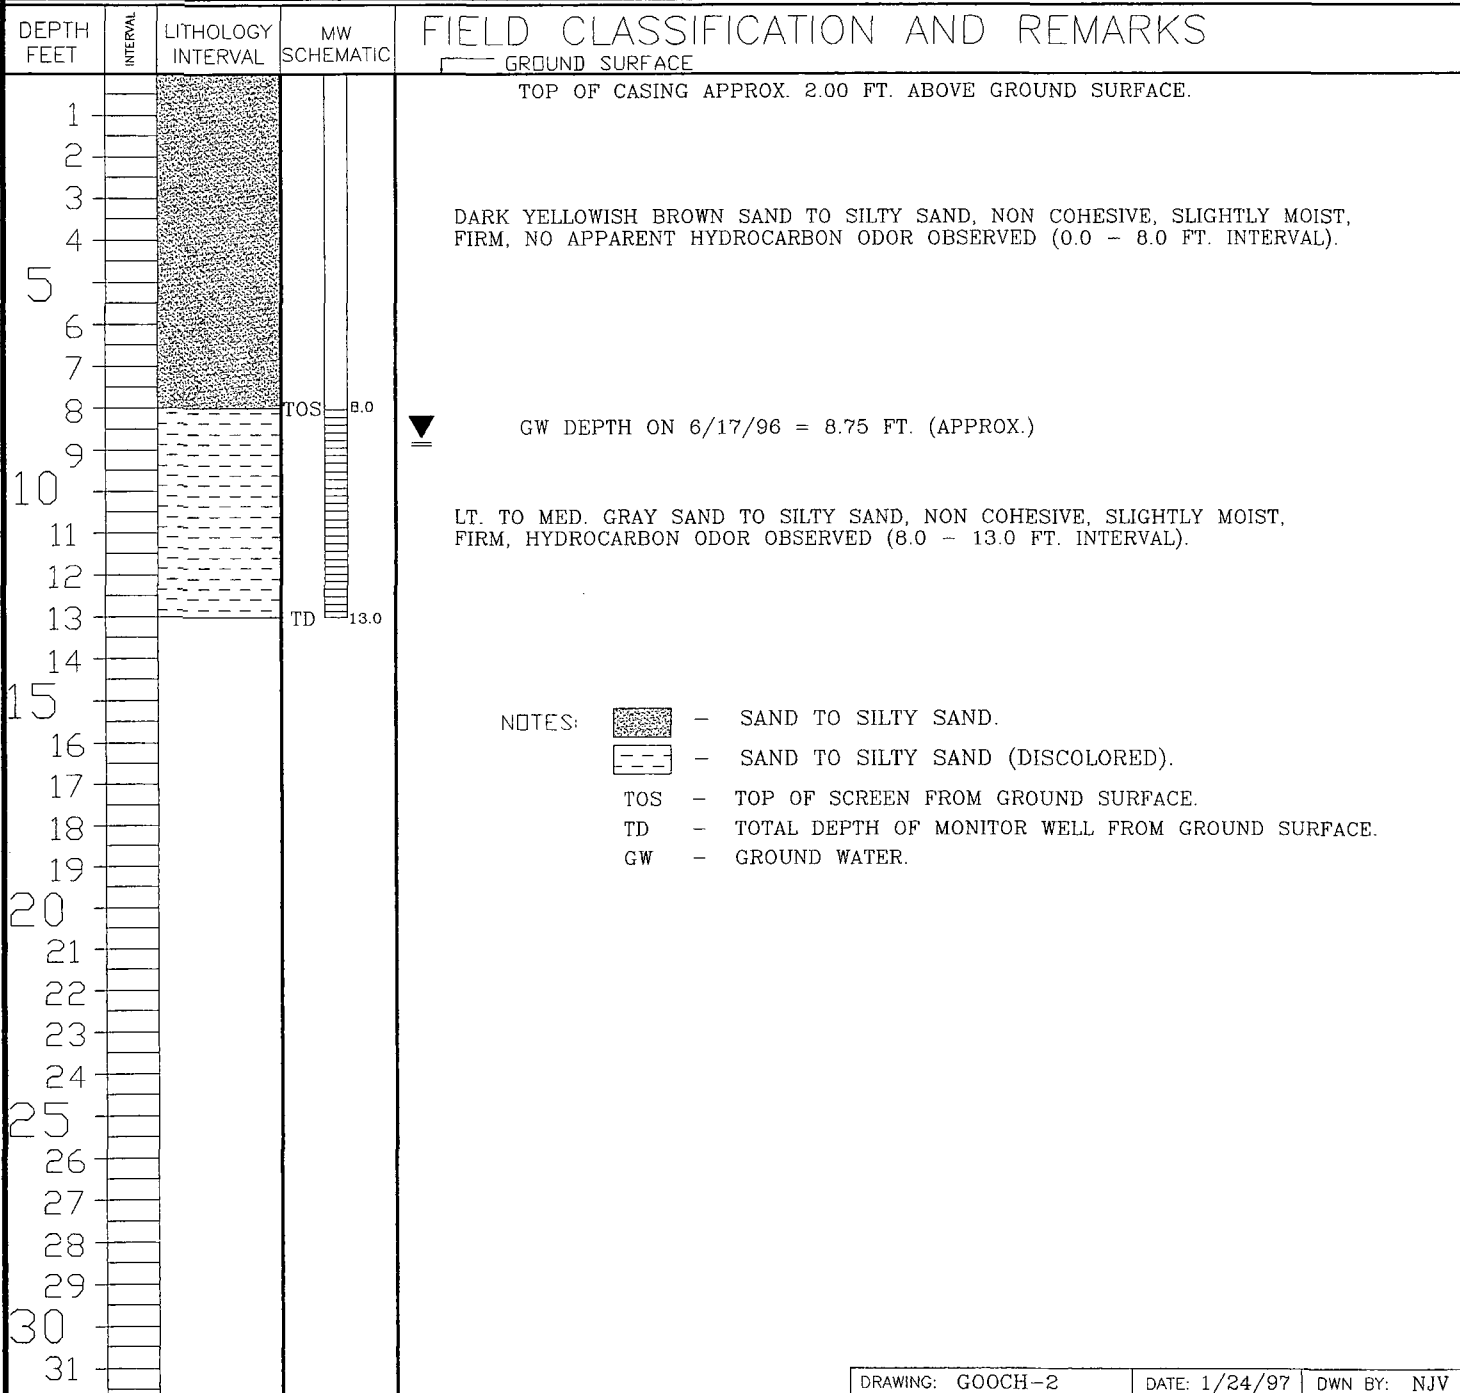 DEPTH
FEET
INTERVAL
LITHOLOGY
INTERVAL
MW
SCHEMATIC
FIELD CLASSIFICATION AND REMARKS
GROUND SURFACE
TOP OF CASING APPROX. 2.00 FT. ABOVE GROUND SURFACE.
1
2
3
DARK YELLOWISH BROWN SAND TO SILTY SAND, NON COHESIVE, SLIGHTLY MOIST,
4
FIRM, NO APPARENT HYDROCARBON ODOR OBSERVED (0.0 - 8.0 FT. INTERVAL).
5
6
7
8
TOS 8.0
GW DEPTH ON 6/17/96 = 8.75 FT. (APPROX.)
9
10
LT. TO MED. GRAY SAND TO SILTY SAND, NON COHESIVE, SLIGHTLY MOIST,
11
FIRM, HYDROCARBON ODOR OBSERVED (8.0 - 13.0 FT. INTERVAL).
12
13
TD 13.0
14
15
NOTES:
- SAND TO SILTY SAND.
16
- SAND TO SILTY SAND (DISCOLORED).
17
TOS - TOP OF SCREEN FROM GROUND SURFACE.
18
TD - TOTAL DEPTH OF MONITOR WELL FROM GROUND SURFACE.
19
GW - GROUND WATER.
20
21
22
23
24
25
26
27
28
29
30
31
DRAWING: GOOCH-2
DATE: 1/24/97
DWN BY: NJV